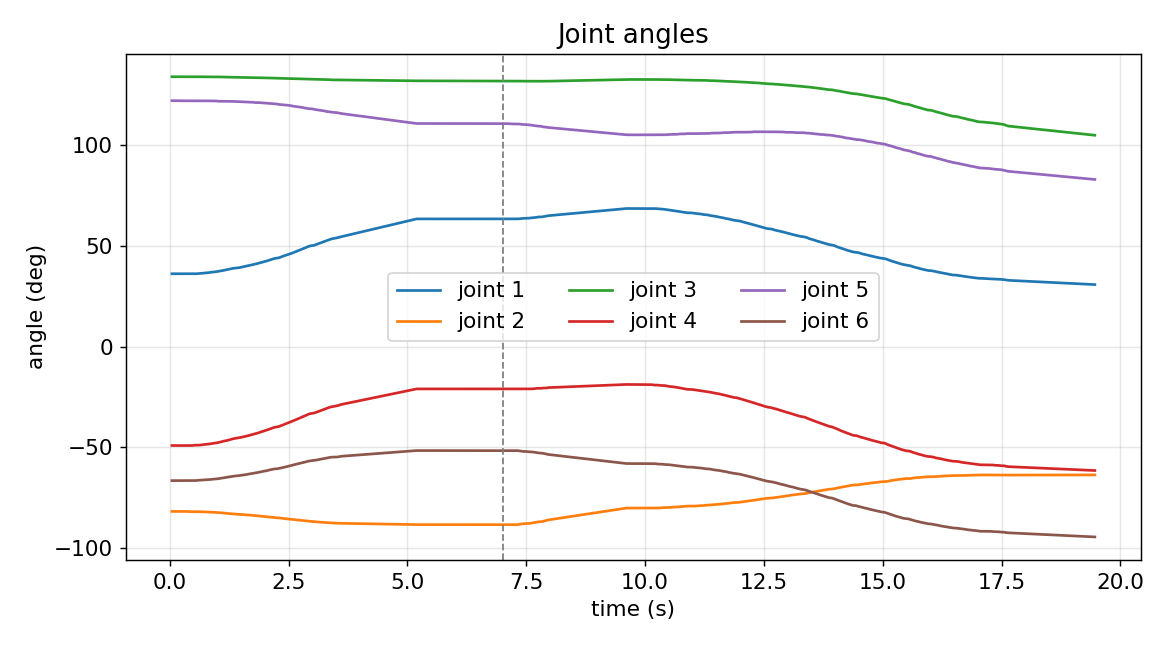 Joint angles
angle (deg)
100
50
0
−50
−100
joint 1 joint 3 joint 5
joint 2 joint 4 joint 6
0.0 2.5 5.0 7.5 10.0 12.5 15.0 17.5 20.0
time (s)